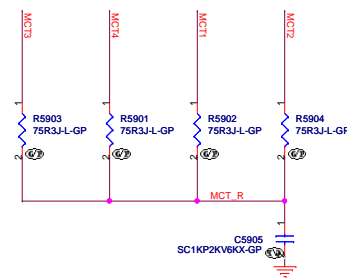 MCT3
MCT4
MCT1
MCT2
1
1
1
1
R5903
75R3J-L-GP
R5901
75R3J-L-GP
R5902
75R3J-L-GP
R5904
75R3J-L-GP
2
2
2
2
MCT_R
1
C5905
SC1KP2KV6KX-GP
2